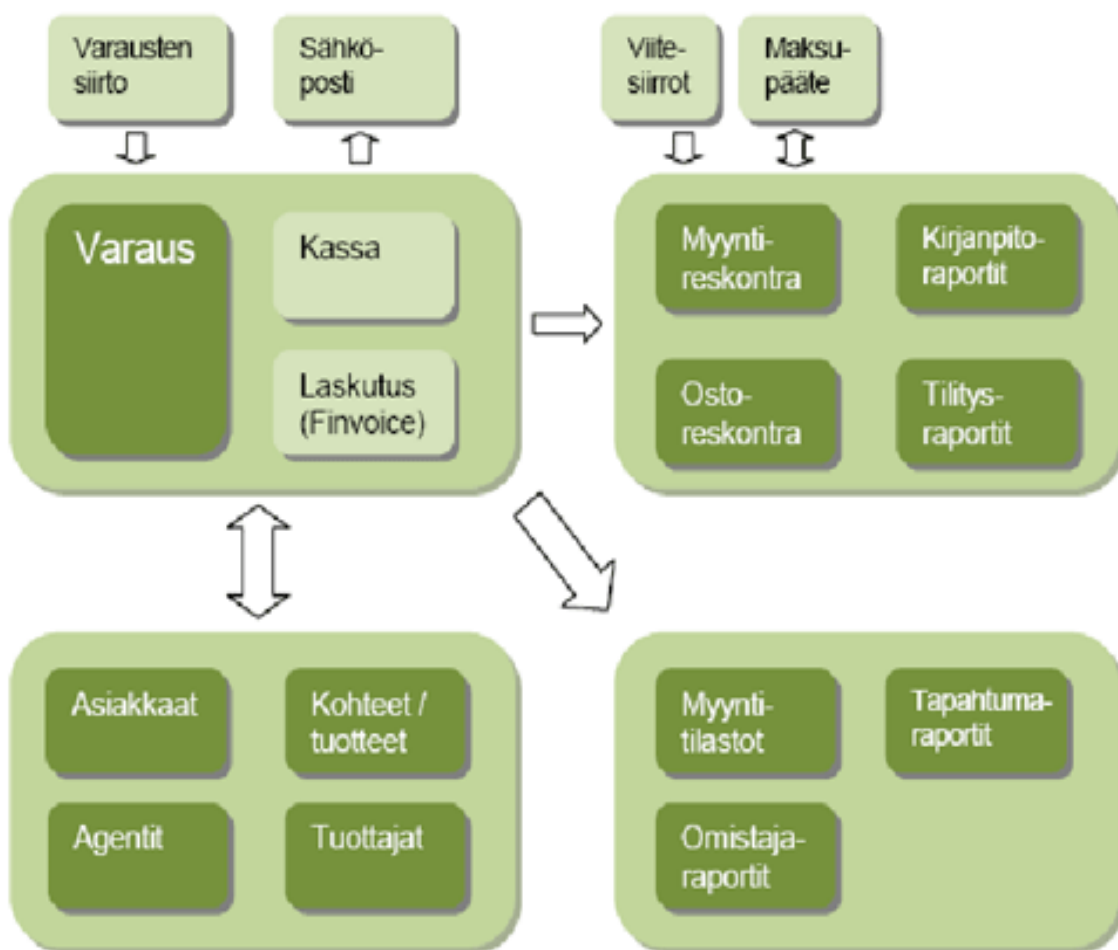 Varausten
siirto
Sähkö-
posti
Viite-
siirrot
Maksu-
pääte
Varaus
Kassa
Laskutus
(Finvoice)
Myynti-
reskontra
Kirjanpito-
raportit
Osto-
reskontra
Tilitys-
raportit
Asiakkaat
Kohteet /
tuotteet
Agentit
Tuottajat
Myynti-
tilastot
Tapahtuma-
raportit
Omistaja-
raportit